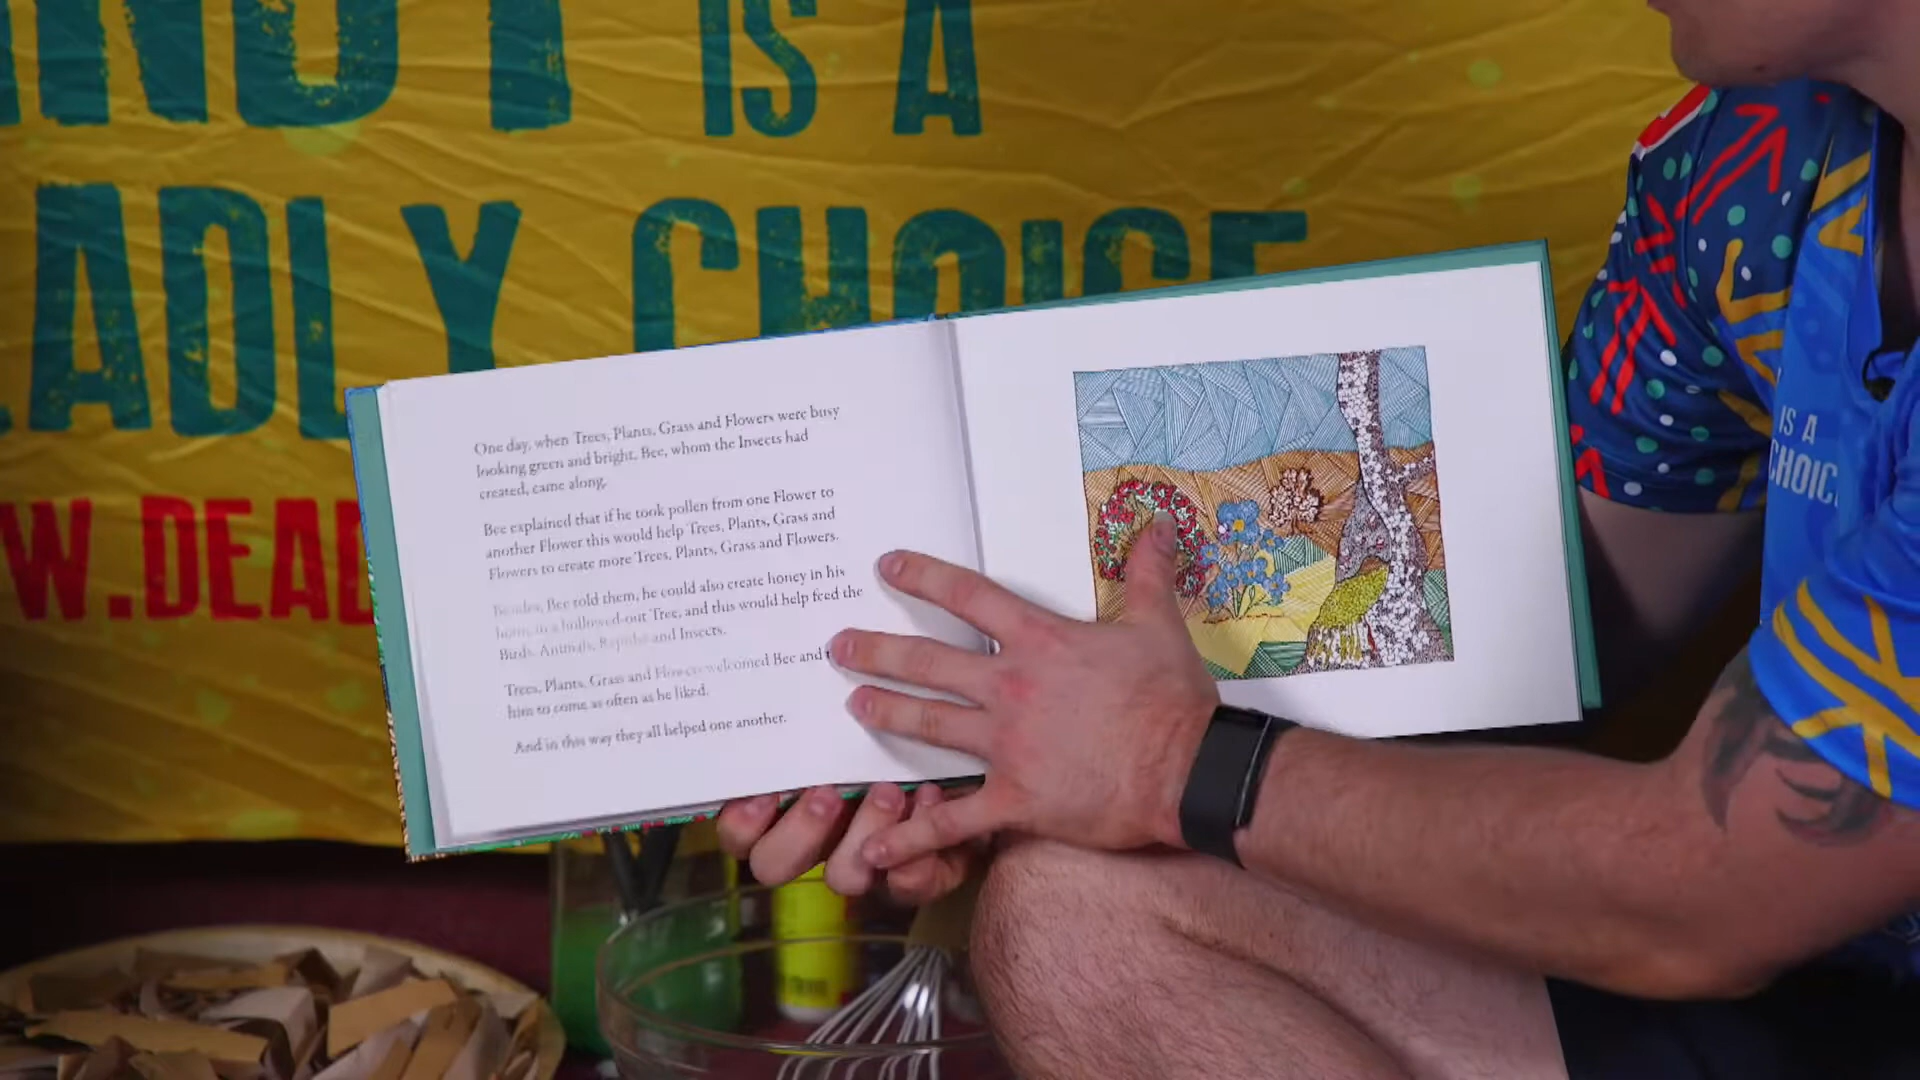 IS A
ADLY CHOICE
W.DEAD
One day, when Trees, Plants, Grass and Flowers were busy
looking green and bright, Bee, whom the Insects had
created, came along.
Bee explained that if he took pollen from one Flower to
another Flower this would help Trees, Plants, Grass and
Flowers to create more Trees, Plants, Grass and Flowers.
Besides, Bee told them, he could also create honey in his
home in a hollowed-out Tree, and this would help feed the
Birds, Animals, Reptiles and Insects.
Trees, Plants, Grass and Flowers welcomed Bee and
him to come as often as he liked.
And in this way they all helped one another.
IS A
CHOIC